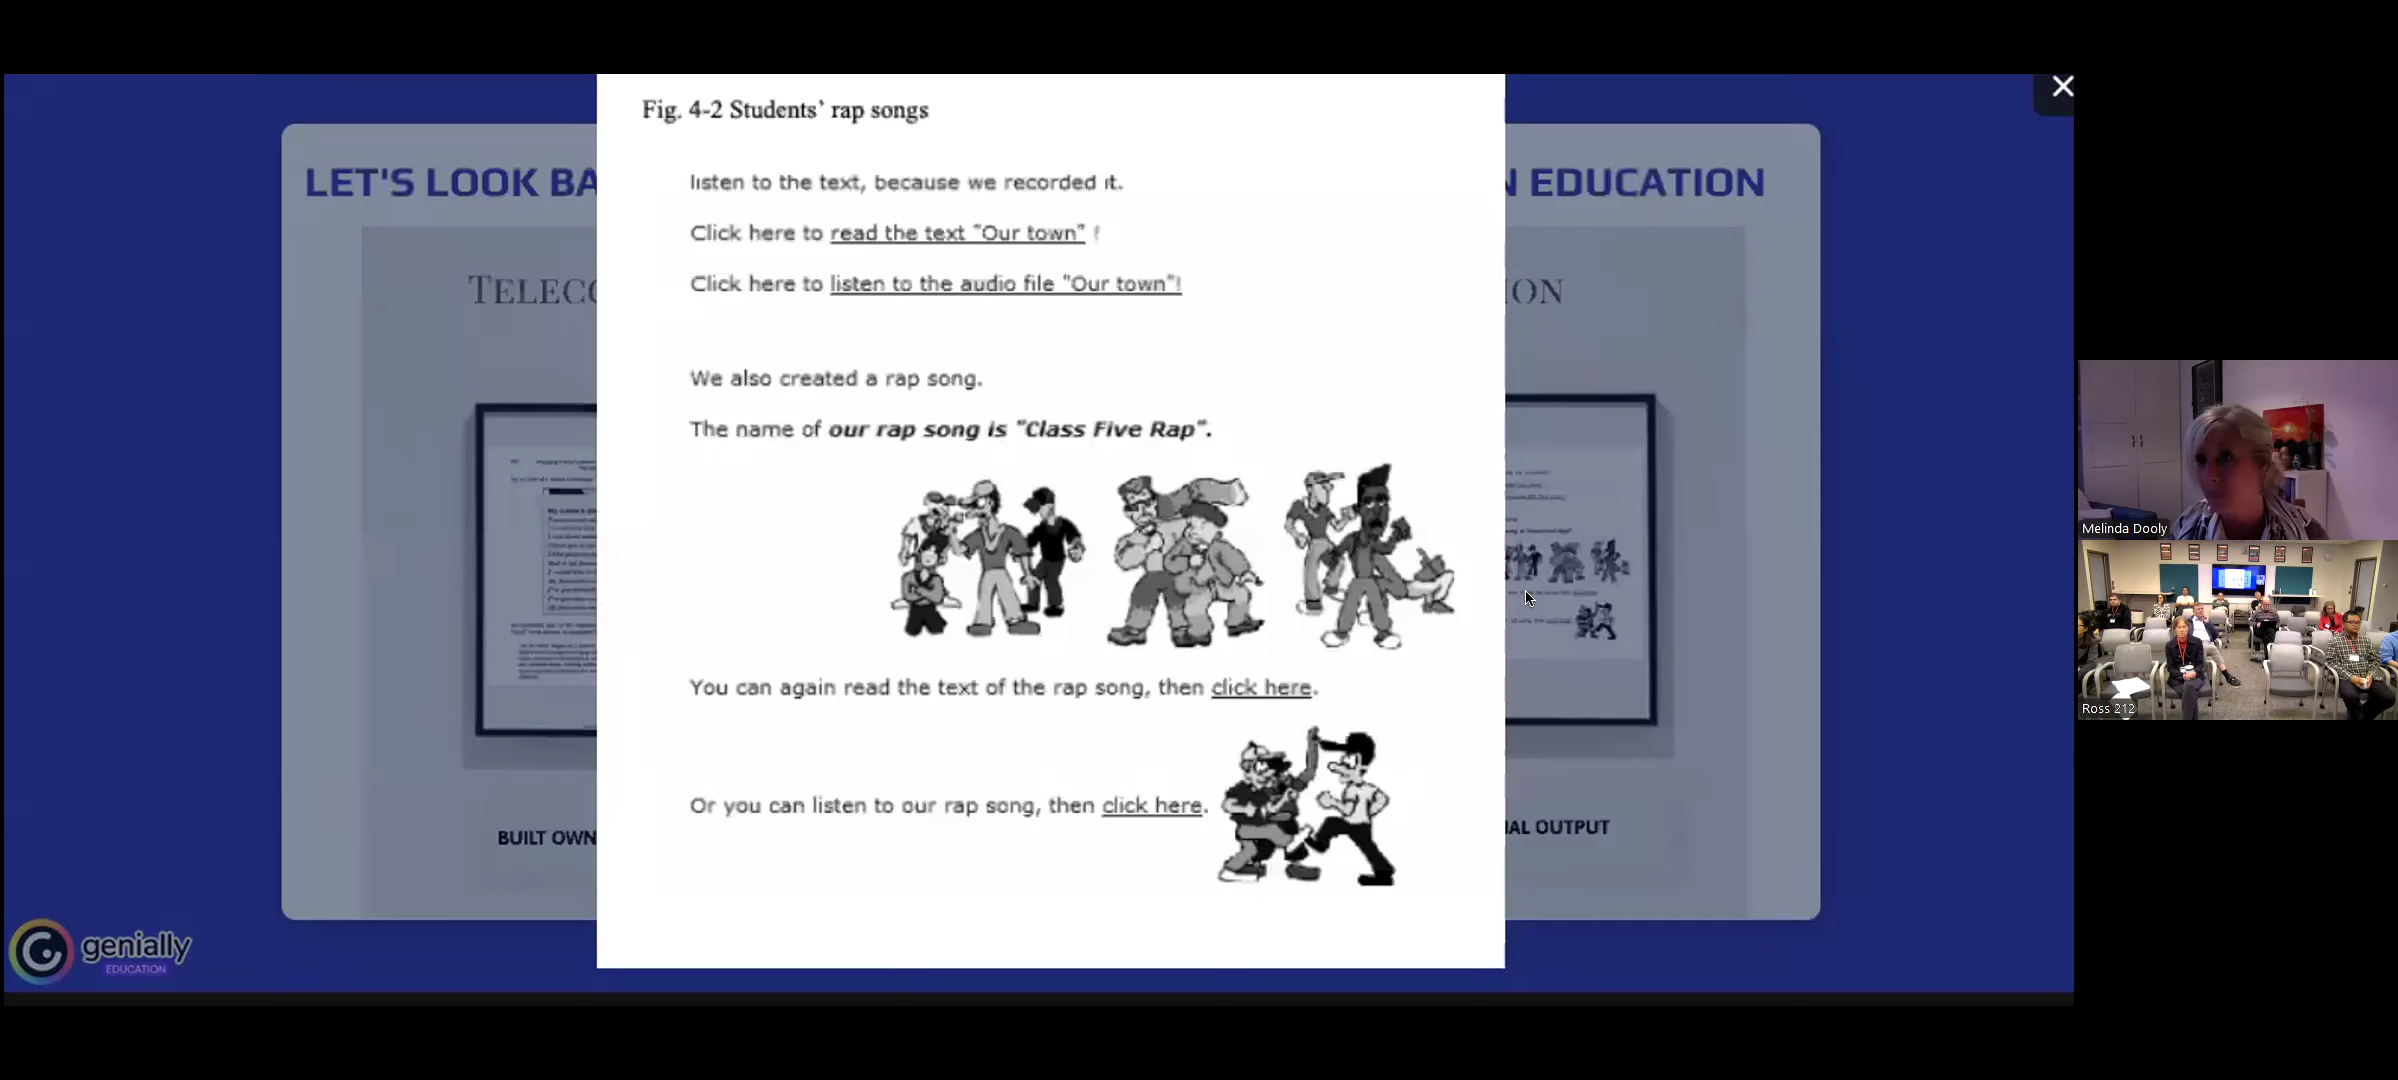 Fig. 4-2 Students' rap songs
listen to the text, because we recorded it.
Click here to read the text "Our town" !
Click here to listen to the audio file "Our town"!
We also created a rap song.
The name of our rap song is "Class Five Rap".
You can again read the text of the rap song, then click here.
Or you can listen to our rap song, then click here.
LET'S LOOK BA
N EDUCATION
TELECO
ION
BUILT OWN
AL OUTPUT
genially
EDUCATION
Melinda Dooly
Ross 212